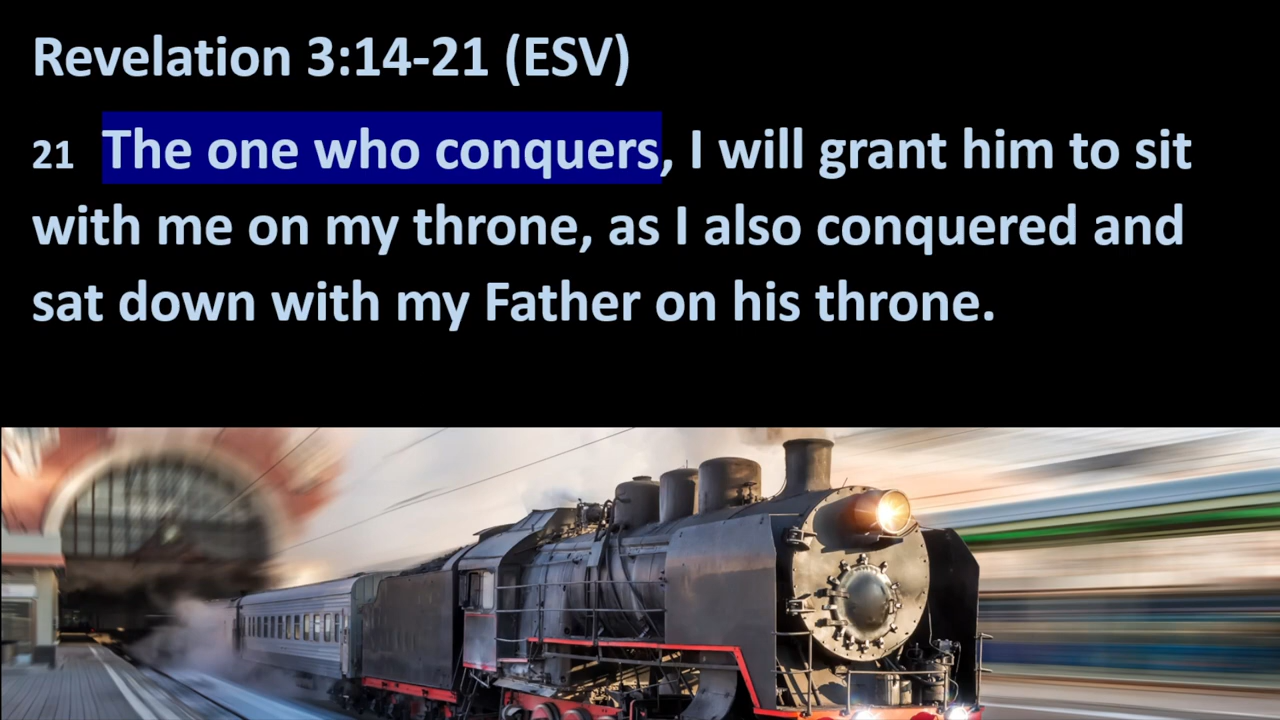 Revelation 3:14-21 (ESV)
21 The one who conquers, I will grant him to sit
with me on my throne, as I also conquered and
sat down with my Father on his throne.